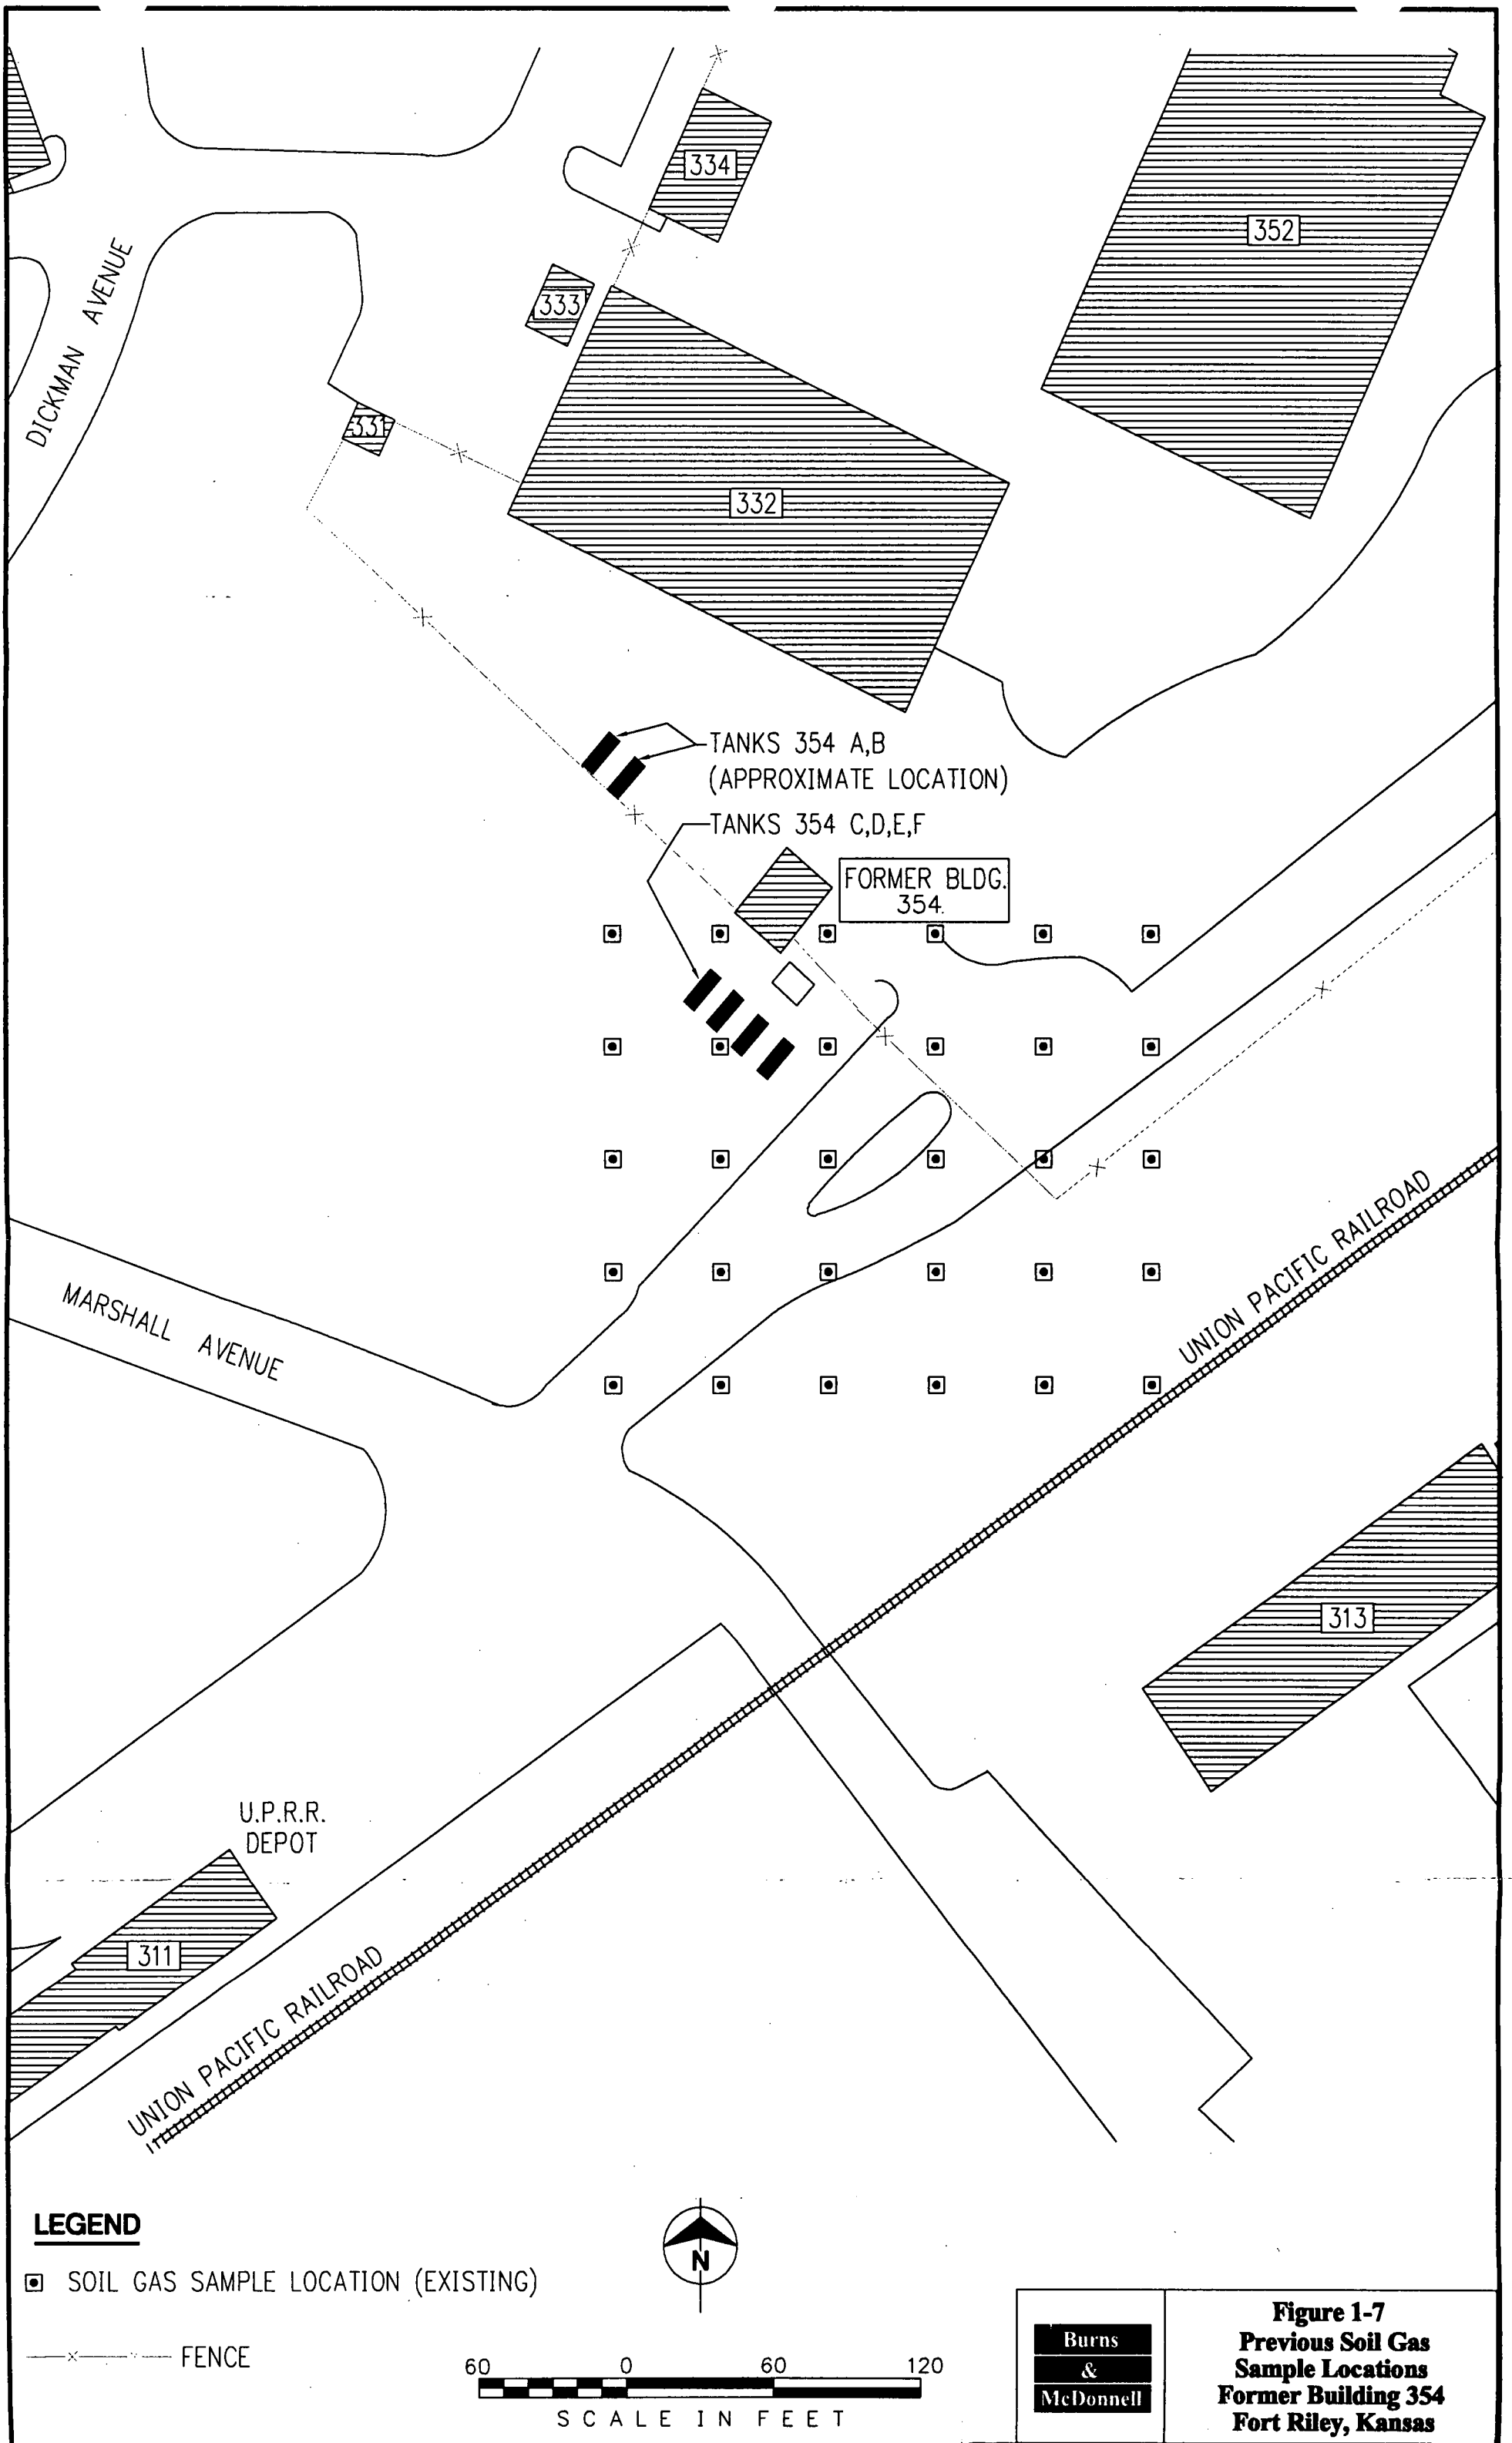 334
352
DICKMAN AVENUE
333
331
332
TANKS 354 A,B
(APPROXIMATE LOCATION)
TANKS 354 C,D,E,F
FORMER BLDG.
354.
UNION PACIFIC RAILROAD
MARSHALL AVENUE
313
U.P.R.R.
DEPOT
311
UNION PACIFIC RAILROAD
LEGEND
SOIL GAS SAMPLE LOCATION (EXISTING)
N
x FENCE
60 0 60 120
SCALE IN FEET
Burns
&
McDonnell
Figure 1-7
Previous Soil Gas
Sample Locations
Former Building 354
Fort Riley, Kansas